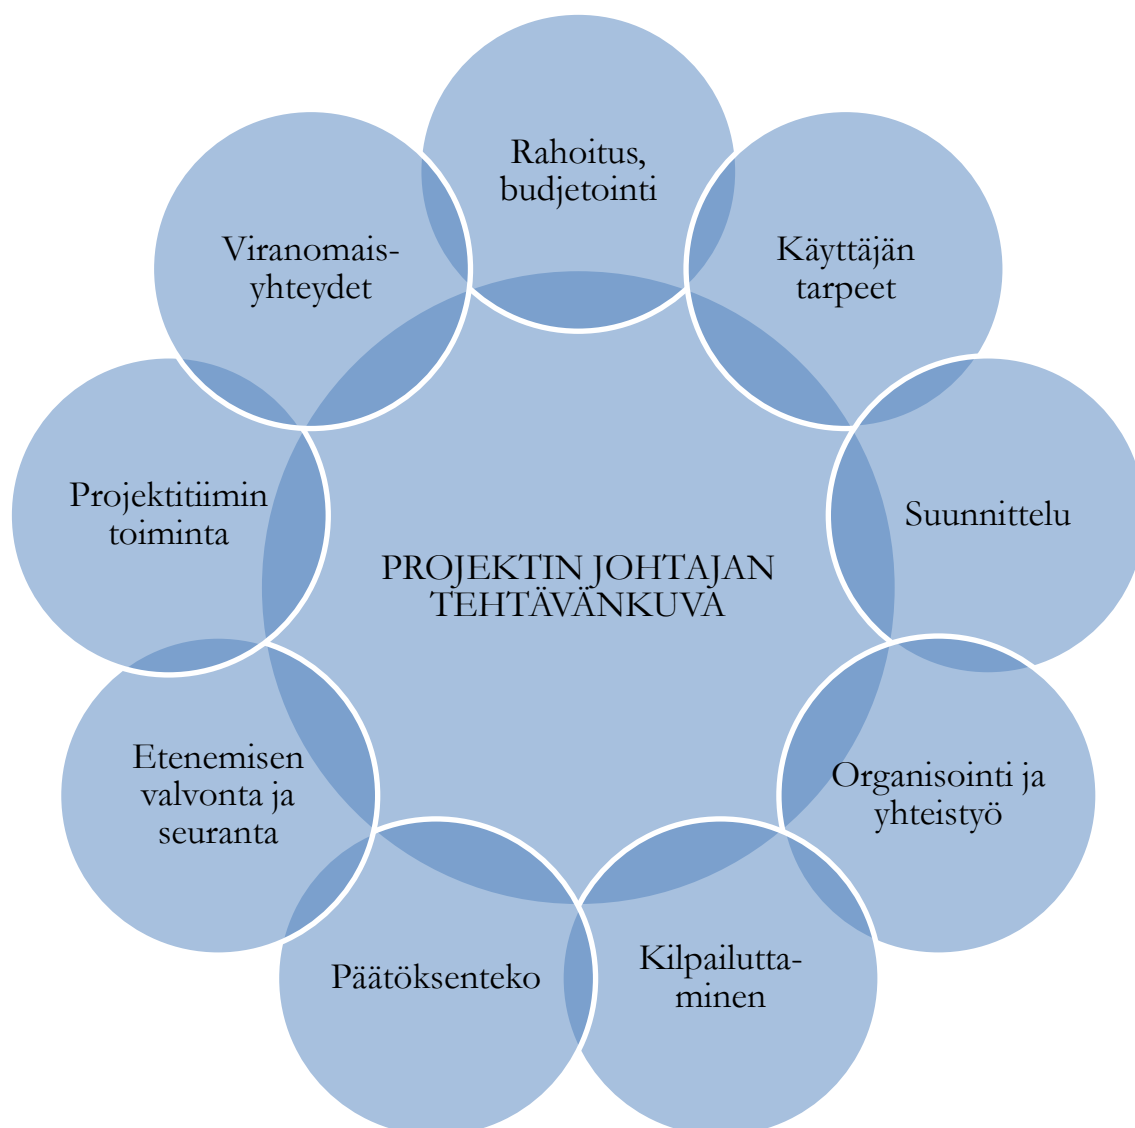 Rahoitus,
budjetointi
Käyttäjän
tarpeet
Suunnittelu
Organisointi ja
yhteistyö
Kilpailutta-
minen
Päätöksenteko
Etenemisen
valvonta ja
seuranta
Projektitiimin
toiminta
Viranomais-
yhteydet
PROJEKTIN JOHTAJAN
TEHTÄVÄNKUVA